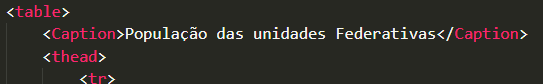 <table>
<Caption>População das unidades Federativas</Caption>
<thead>
<tr>